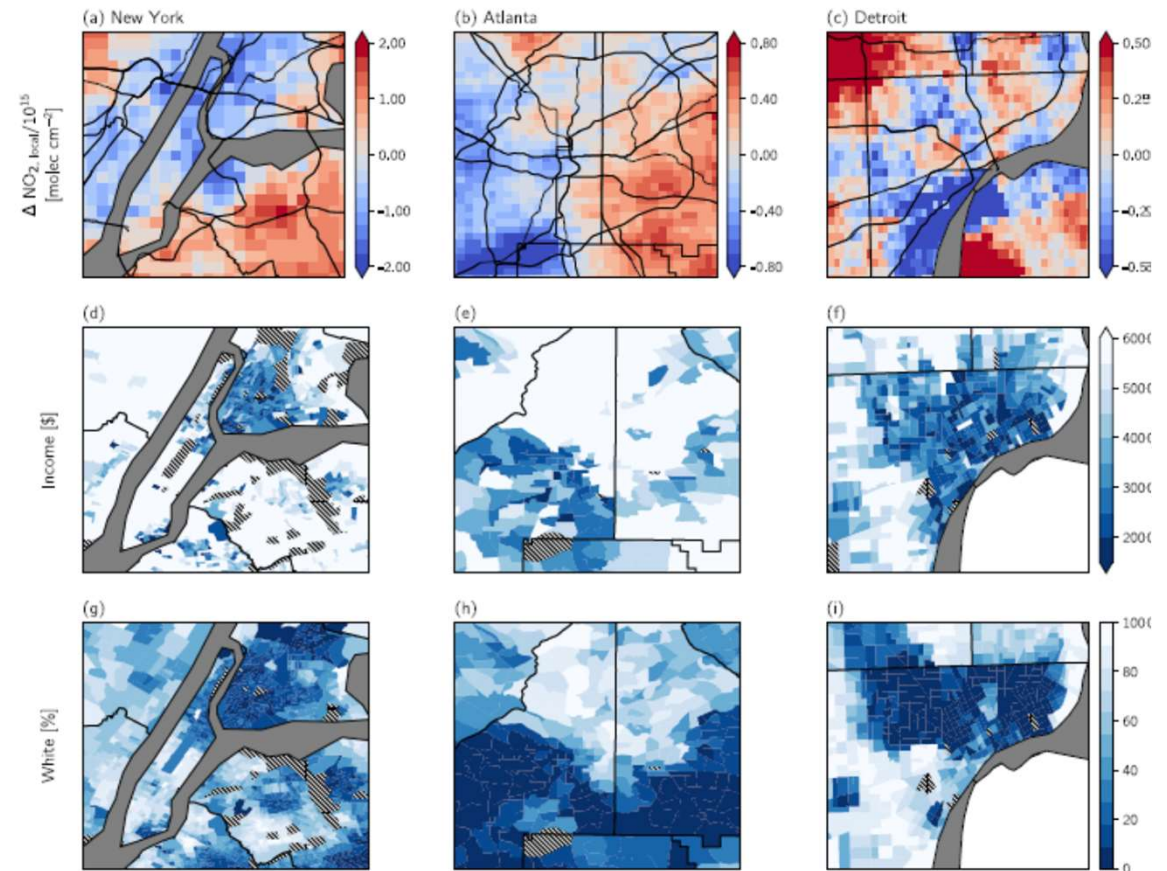 (a) New York
(b) Atlanta
(c) Detroit
Δ NO2, local/10^15
[molec cm−2]
2.00
1.00
0.00
−1.00
−2.00
0.80
0.40
0.00
−0.40
−0.80
0.50
0.00
(d)
(e)
(f)
Income [$]
6000
5000
4000
3000
2000
(g)
(h)
(i)
White [%]
100
80
60
40
20
0